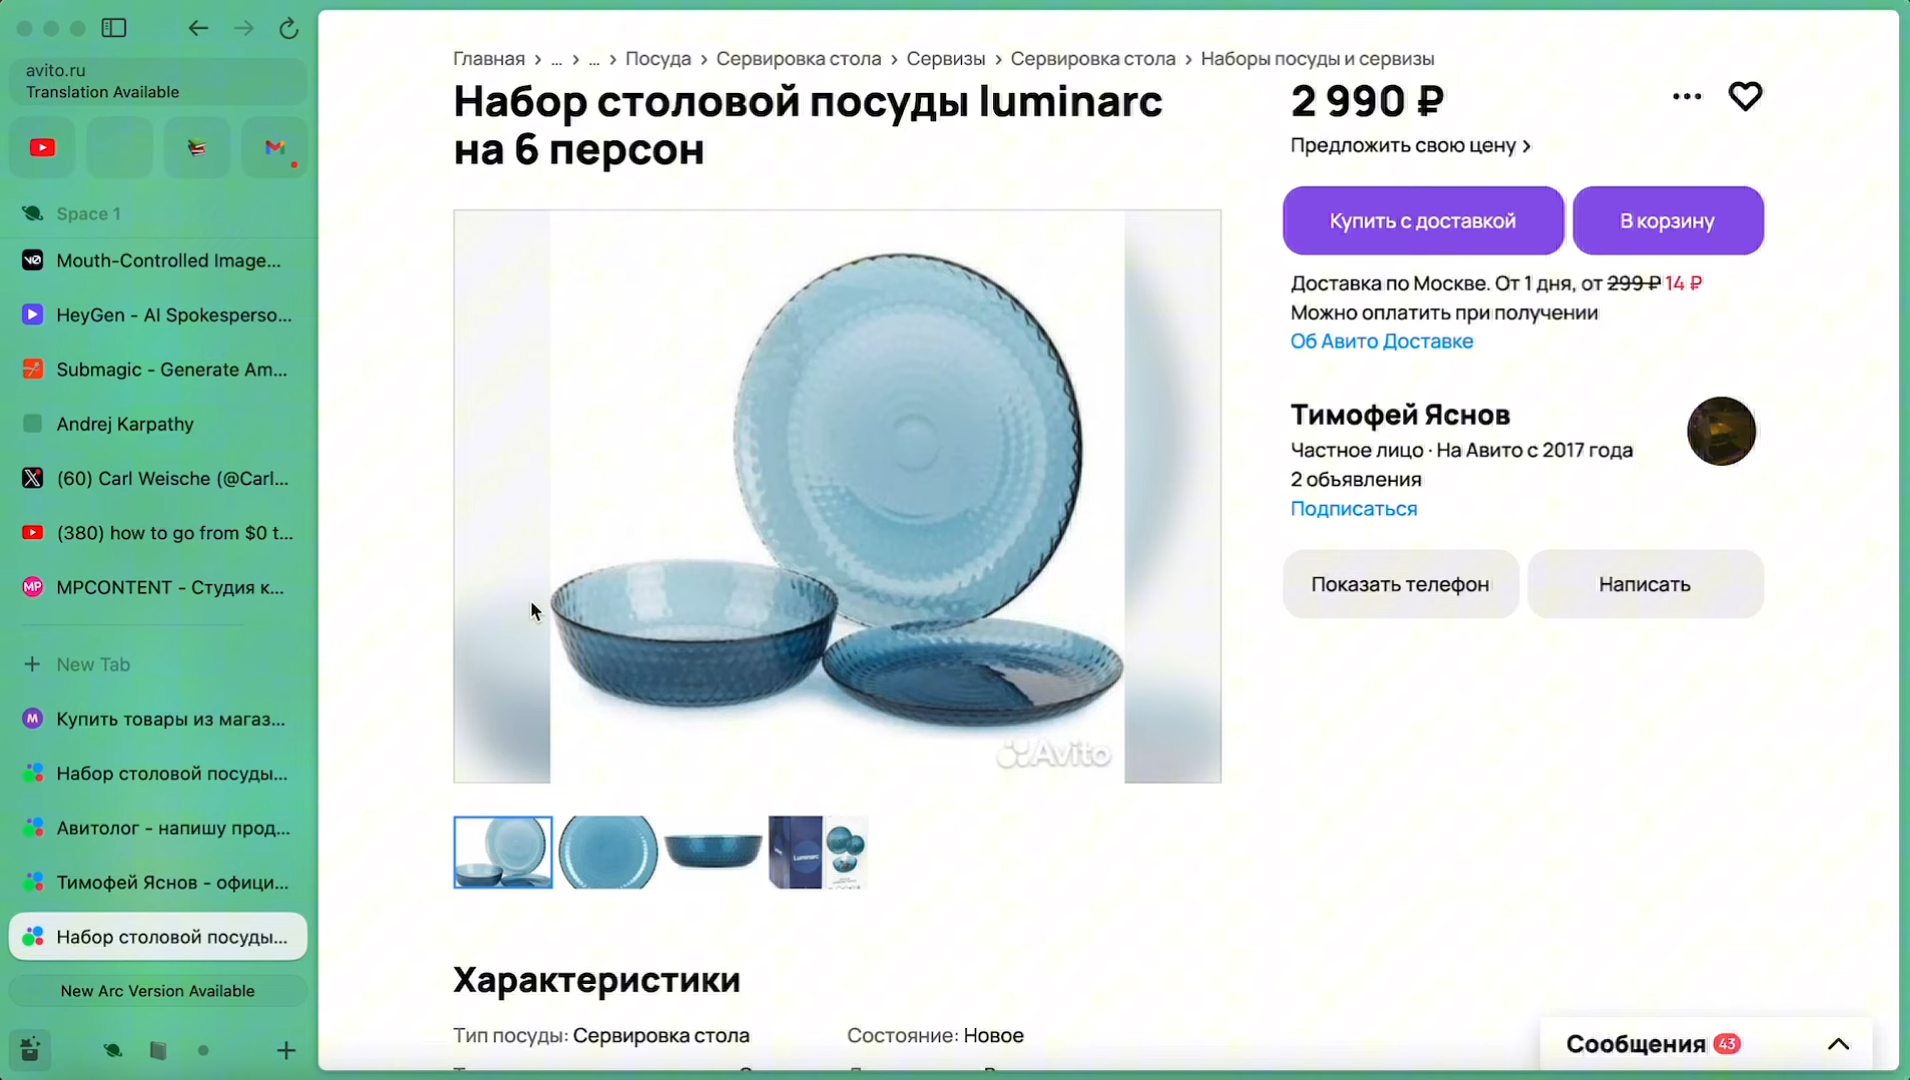 avito.ru
Translation Available
Space 1
Mouth-Controlled Image...
HeyGen - AI Spokesperso...
Submagic - Generate Am...
Andrej Karpathy
(60) Carl Weische (@Carl...
(380) how to go from $0 t...
MPCONTENT - Студия к...
New Tab
Купить товары из магаз...
Набор столовой посуды...
Авитолог - напишу прод...
Тимофей Яснов - офици...
Набор столовой посуды...
New Arc Version Available
Главная › ... › ... › Посуда › Сервировка стола › Сервизы › Сервировка стола › Наборы посуды и сервизы
Набор столовой посуды luminarc
на 6 персон
Avito
Luminarc
Характеристики
Тип посуды: Сервировка стола
Состояние: Новое
2 990 ₽
Предложить свою цену ›
Купить с доставкой
В корзину
Доставка по Москве. От 1 дня, от 299 ₽ 14 ₽
Можно оплатить при получении
Об Авито Доставке
Тимофей Яснов
Частное лицо · На Авито с 2017 года
2 объявления
Подписаться
Показать телефон
Написать
Сообщения 43